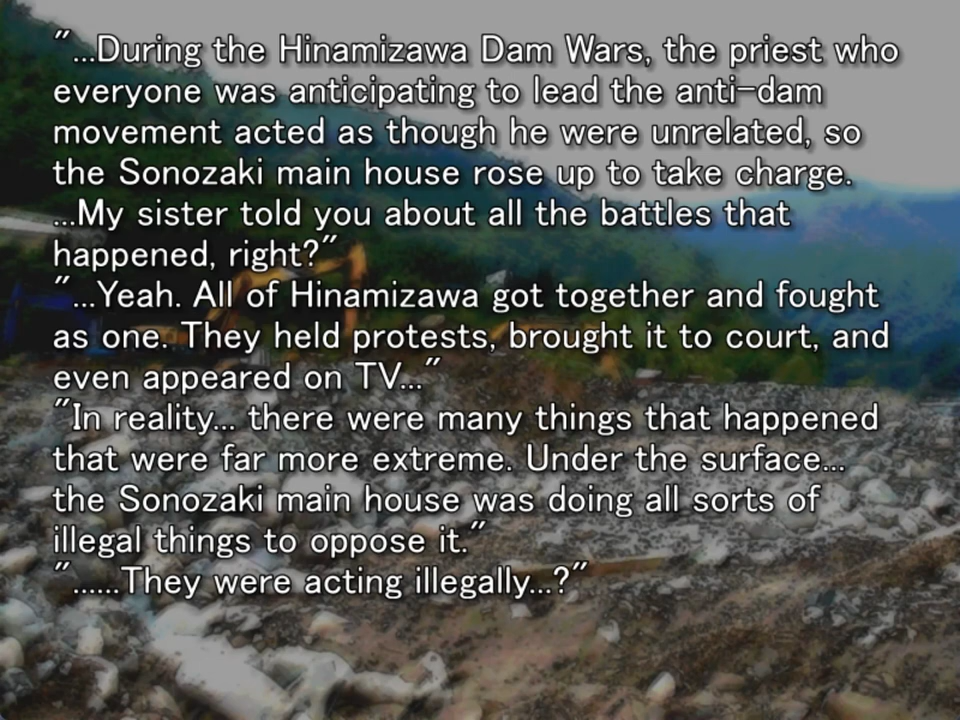 "...During the Hinamizawa Dam Wars, the priest who
everyone was anticipating to lead the anti-dam
movement acted as though he were unrelated, so
the Sonozaki main house rose up to take charge.
...My sister told you about all the battles that
happened, right?"
"...Yeah. All of Hinamizawa got together and fought
as one. They held protests, brought it to court, and
even appeared on TV..."
"In reality... there were many things that happened
that were far more extreme. Under the surface...
the Sonozaki main house was doing all sorts of
illegal things to oppose it."
"......They were acting illegally...?"